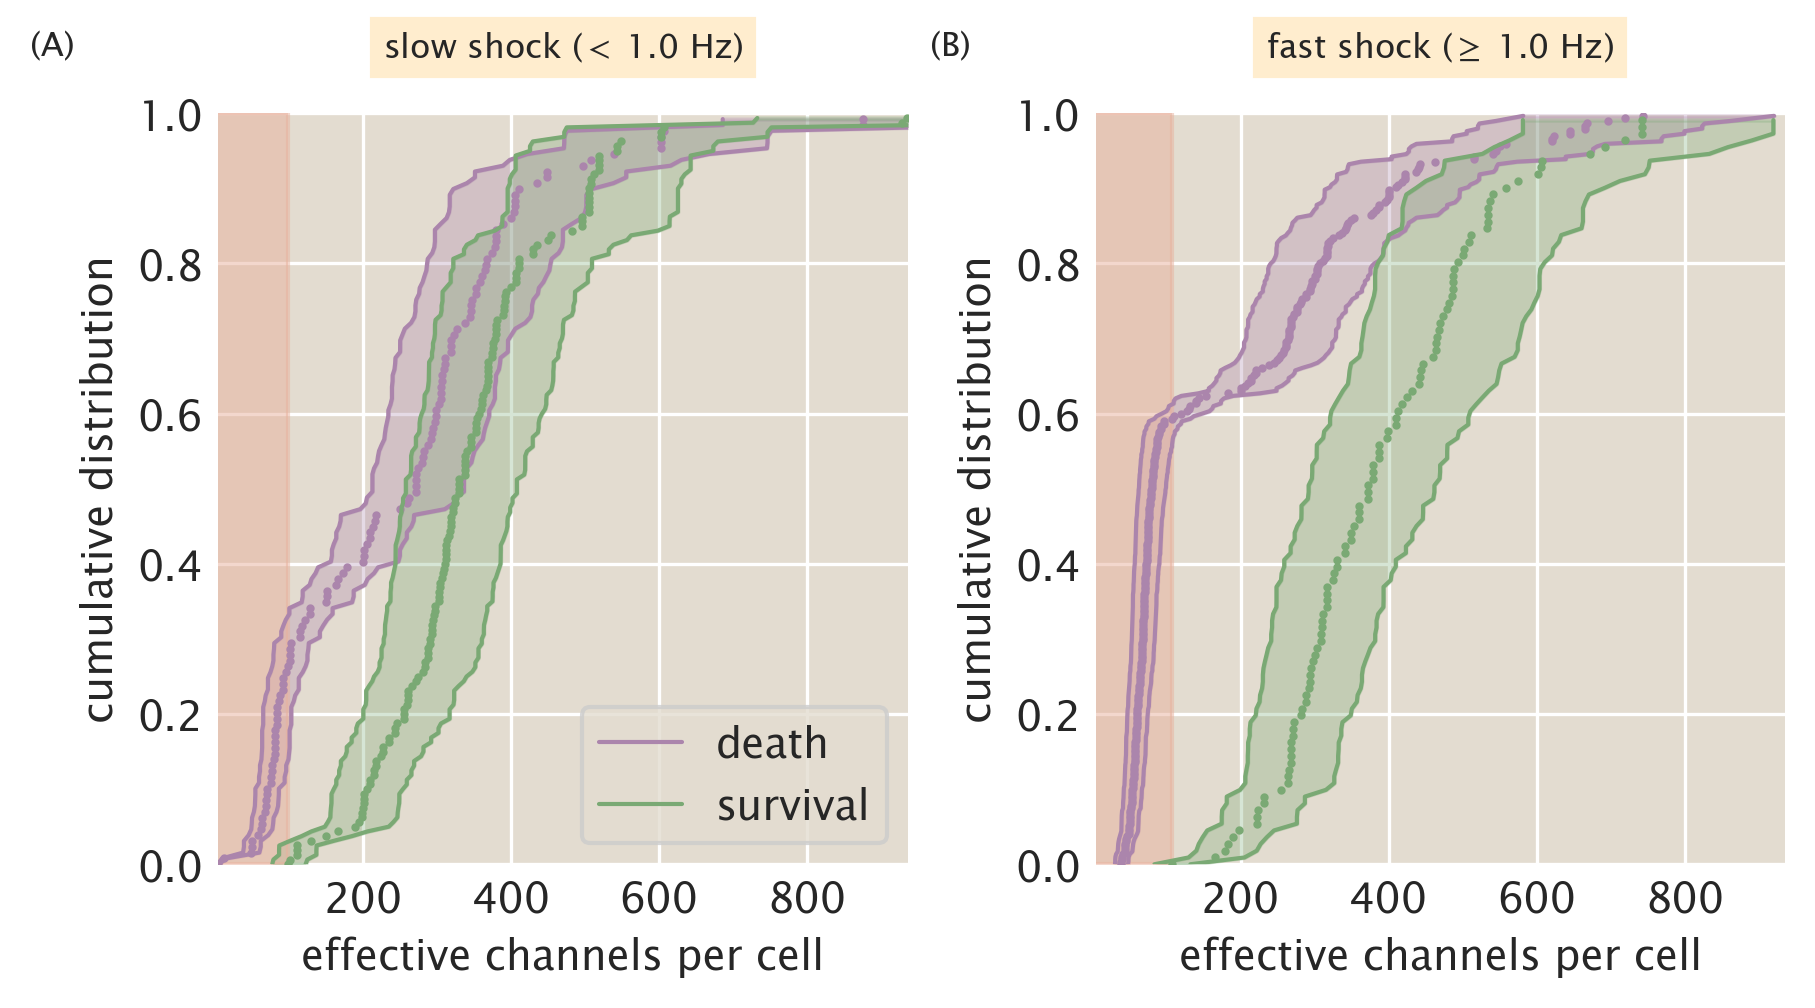 (A)
slow shock (< 1.0 Hz)
1.0
0.8
0.6
0.4
0.2
0.0
cumulative distribution
death
survival
200 400 600 800
effective channels per cell
(B)
fast shock (≥ 1.0 Hz)
1.0
0.8
0.6
0.4
0.2
0.0
cumulative distribution
200 400 600 800
effective channels per cell